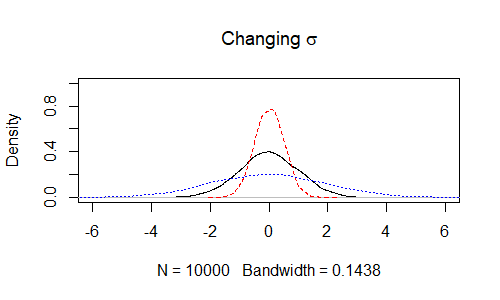 Changing σ
Density
0.8
0.4
0.0
-6 -4 -2 0 2 4 6
N = 10000 Bandwidth = 0.1438